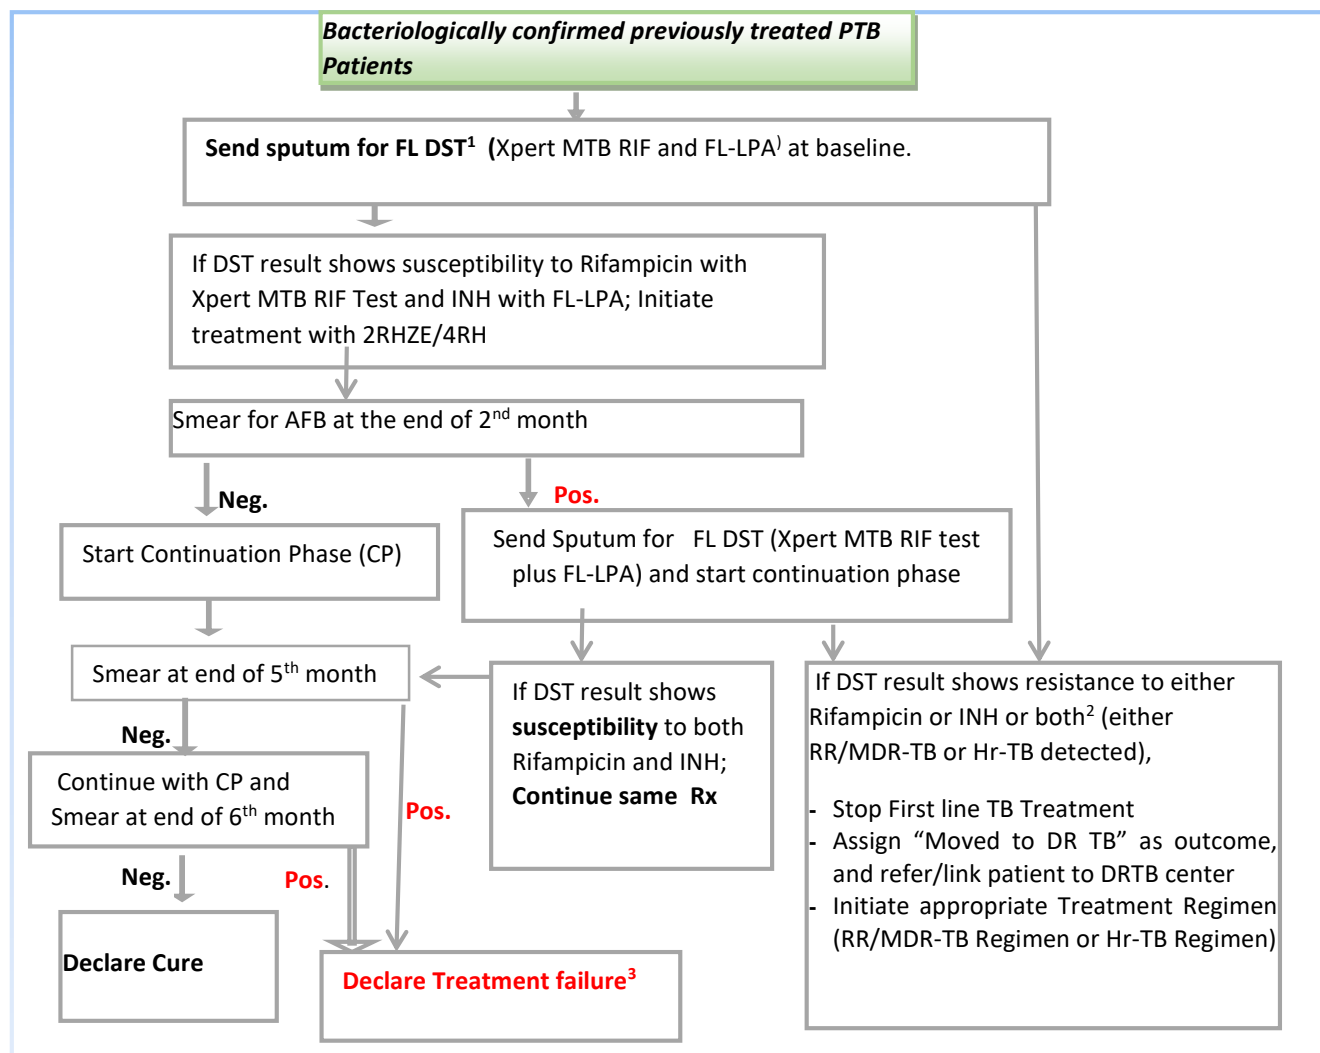 Bacteriologically confirmed previously treated PTB
Patients
Send sputum for FL DST1 (Xpert MTB RIF and FL-LPA) at baseline.
If DST result shows susceptibility to Rifampicin with
Xpert MTB RIF Test and INH with FL-LPA; Initiate
treatment with 2RHZE/4RH
Smear for AFB at the end of 2nd month
Neg.
Pos.
Start Continuation Phase (CP)
Send Sputum for FL DST (Xpert MTB RIF test
plus FL-LPA) and start continuation phase
Smear at end of 5th month
If DST result shows
susceptibility to both
Rifampicin and INH;
Continue same Rx
If DST result shows resistance to either
Rifampicin or INH or both2 (either
RR/MDR-TB or Hr-TB detected),
- Stop First line TB Treatment
- Assign “Moved to DR TB” as outcome,
and refer/link patient to DRTB center
- Initiate appropriate Treatment Regimen
(RR/MDR-TB Regimen or Hr-TB Regimen)
Neg.
Continue with CP and
Smear at end of 6th month
Pos.
Neg.
Pos.
Declare Cure
Declare Treatment failure3